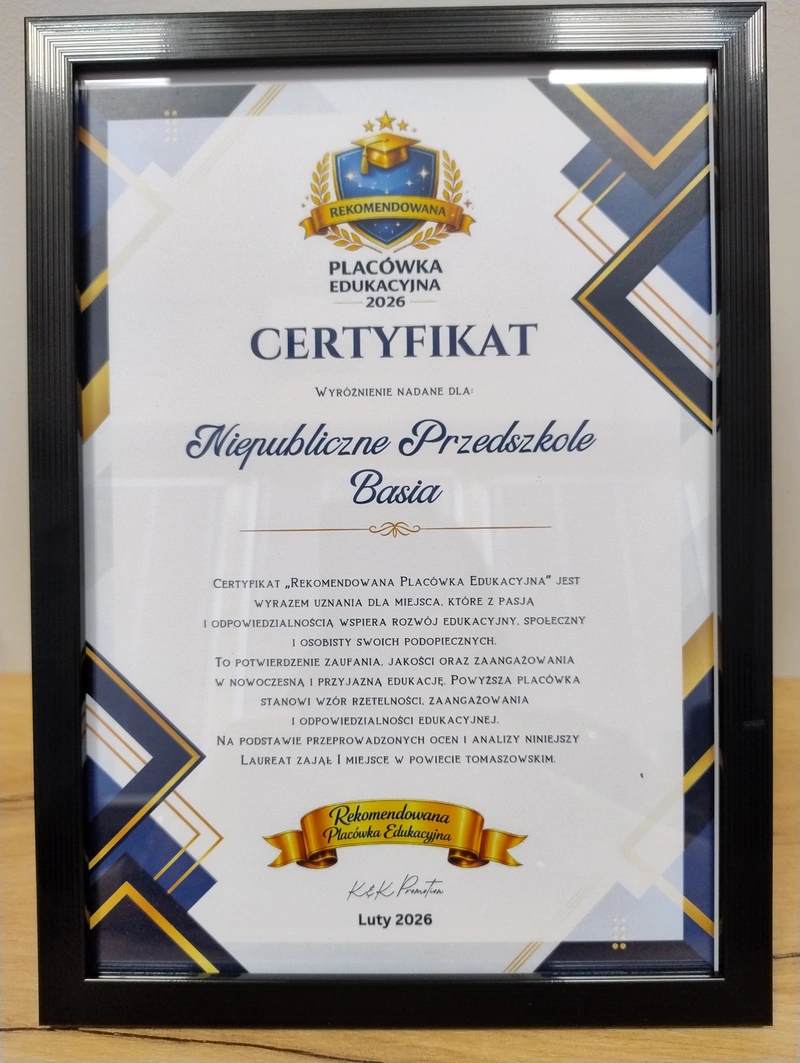 REKOMENDOWANA
PLACÓWKA
EDUKACYJNA
2026
CERTYFIKAT
Wyróżnienie nadane dla:
Niepubliczne Przedszkole
Basia
Certyfikat „Rekomendowana Placówka Edukacyjna” jest
wyrazem uznania dla miejsca, które z pasją
i odpowiedzialnością wspiera rozwój edukacyjny, społeczny
i osobisty swoich podopiecznych.
To potwierdzenie zaufania, jakości oraz zaangażowania
w nowoczesną i przyjazną edukację. Powyższa placówka
stanowi wzór rzetelności, zaangażowania
i odpowiedzialności edukacyjnej.
Na podstawie przeprowadzonych ocen i analizy niniejszy
Laureat zajął I miejsce w powiecie tomaszowskim.
Rekomendowana
Placówka Edukacyjna
K&K Promotion
Luty 2026